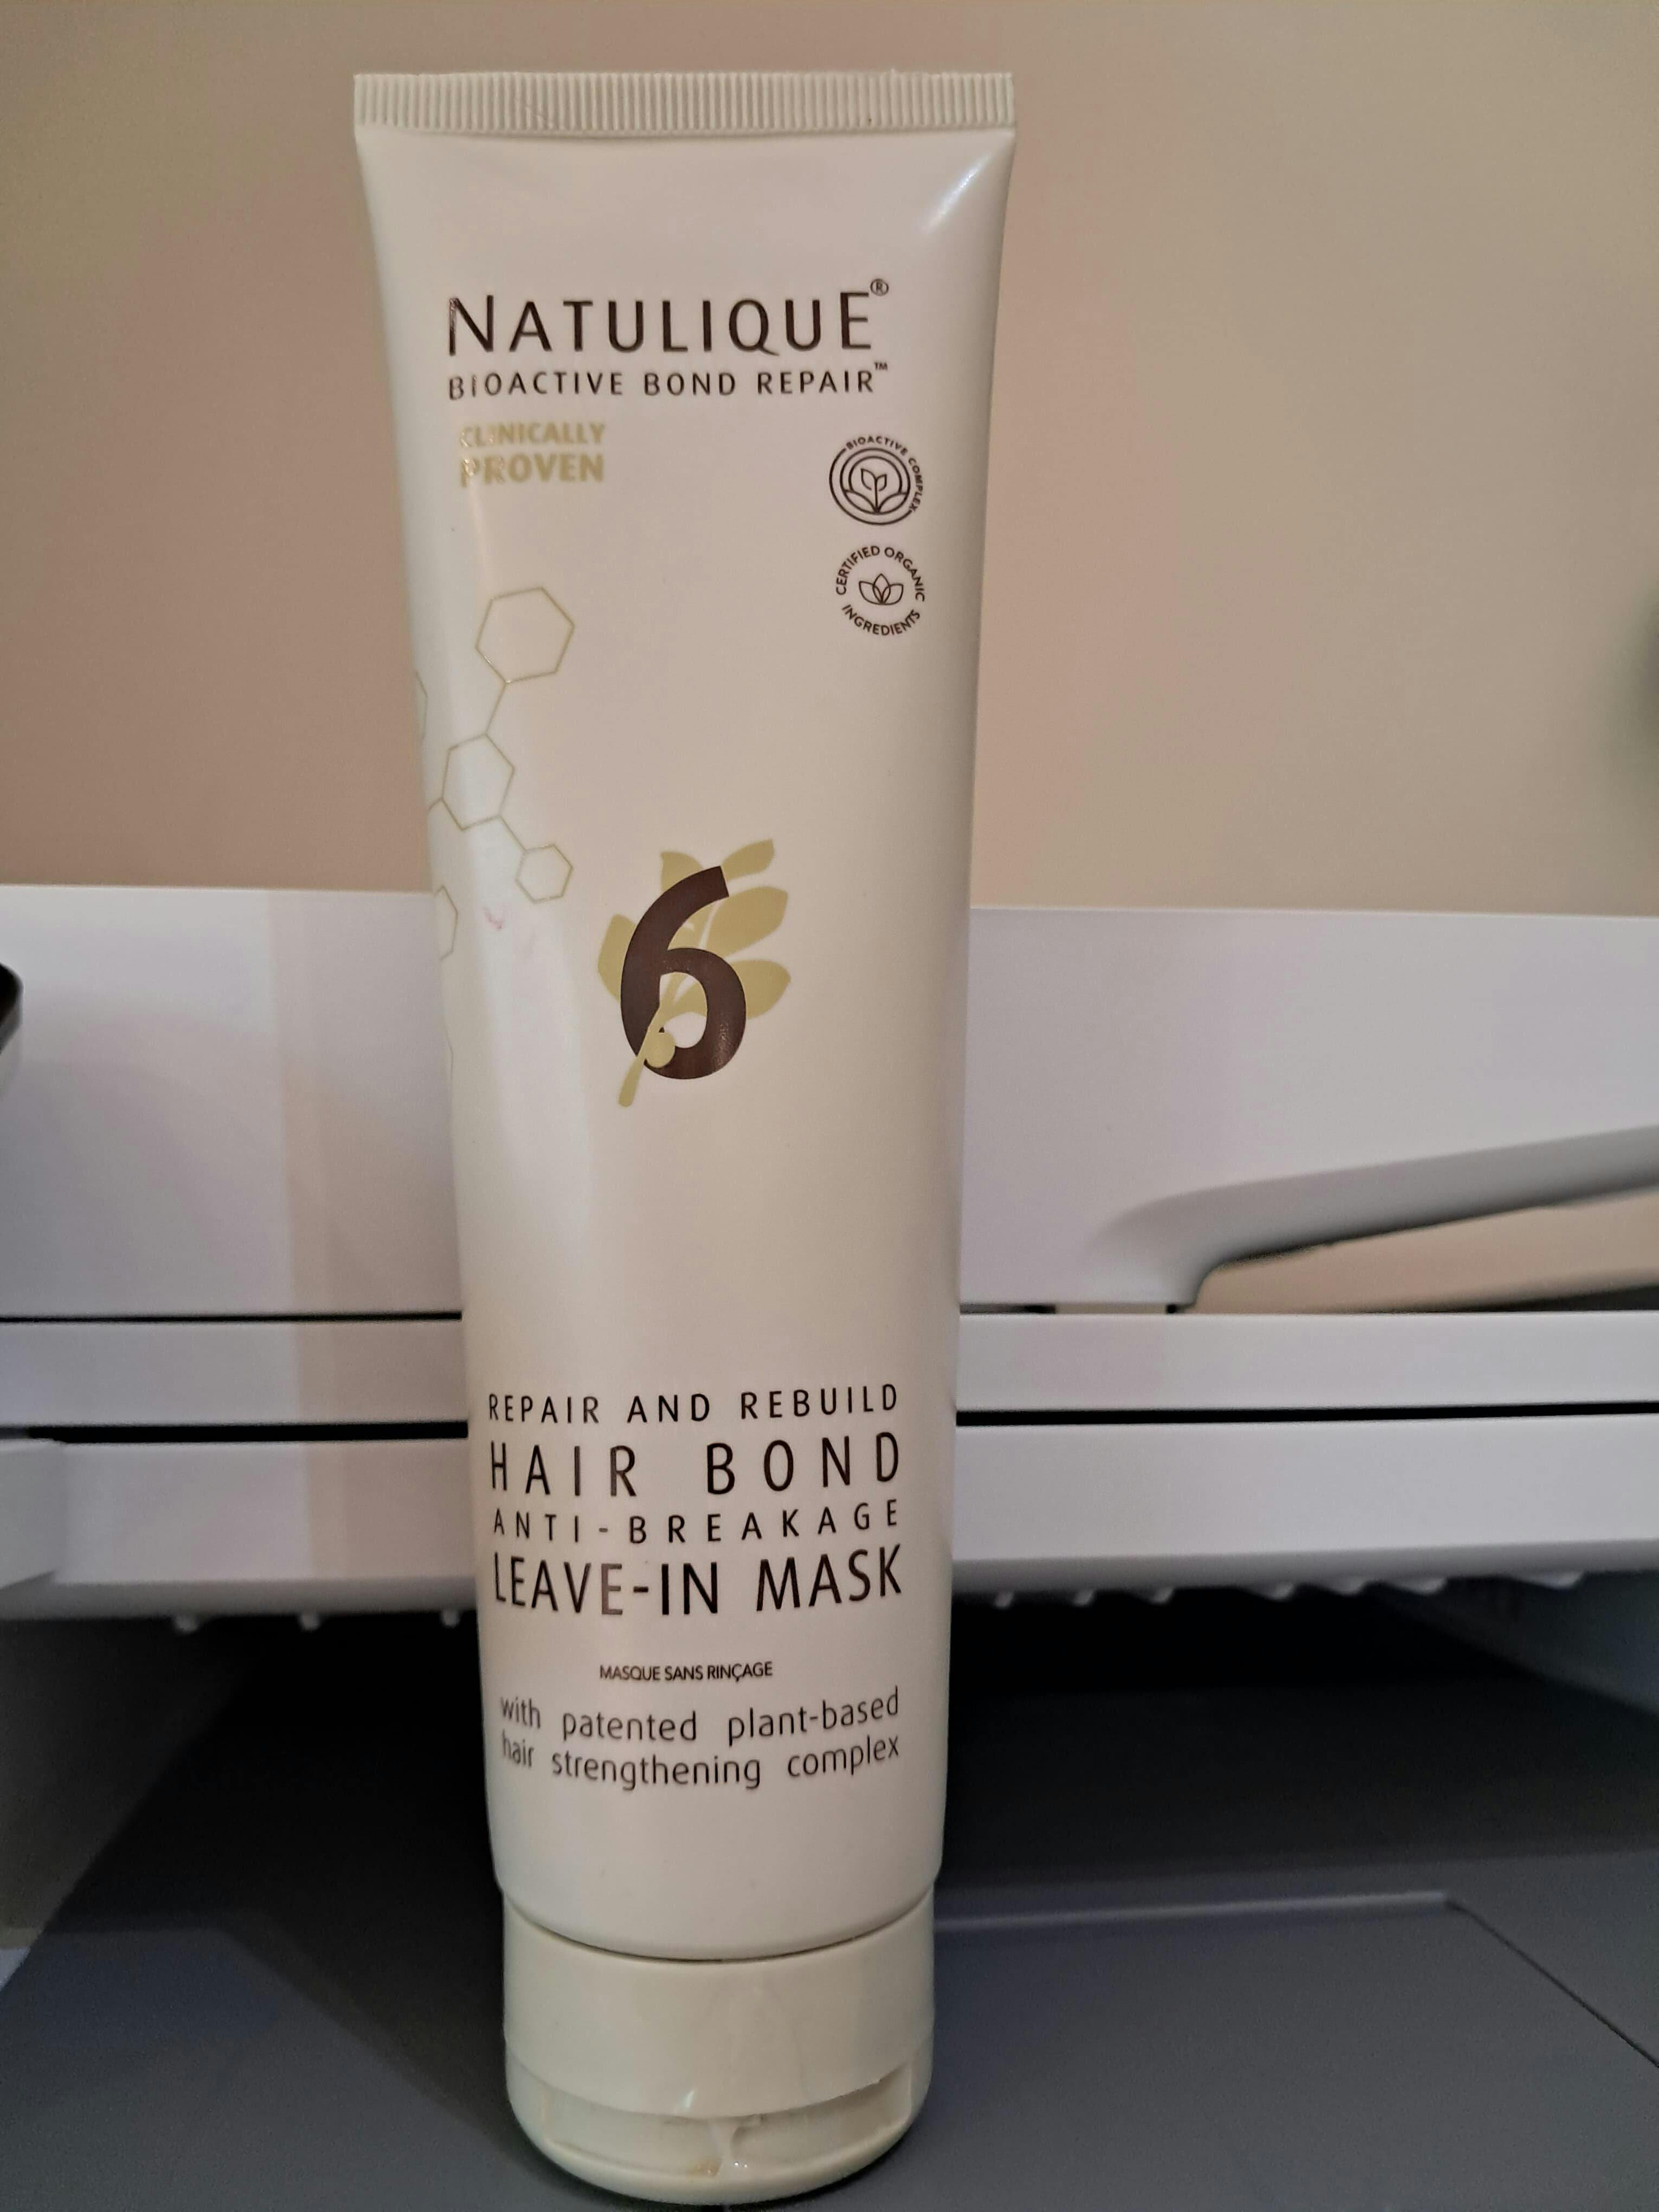 NATULIQUE®
BIOACTIVE BOND REPAIR™
CLINICALLY
PROVEN
BIOACTIVE COMPLEX
CERTIFIED ORGANIC
INGREDIENTS
6
REPAIR AND REBUILD
HAIR BOND
ANTI-BREAKAGE
LEAVE-IN MASK
MASQUE SANS RINÇAGE
with patented plant-based
hair strengthening complex